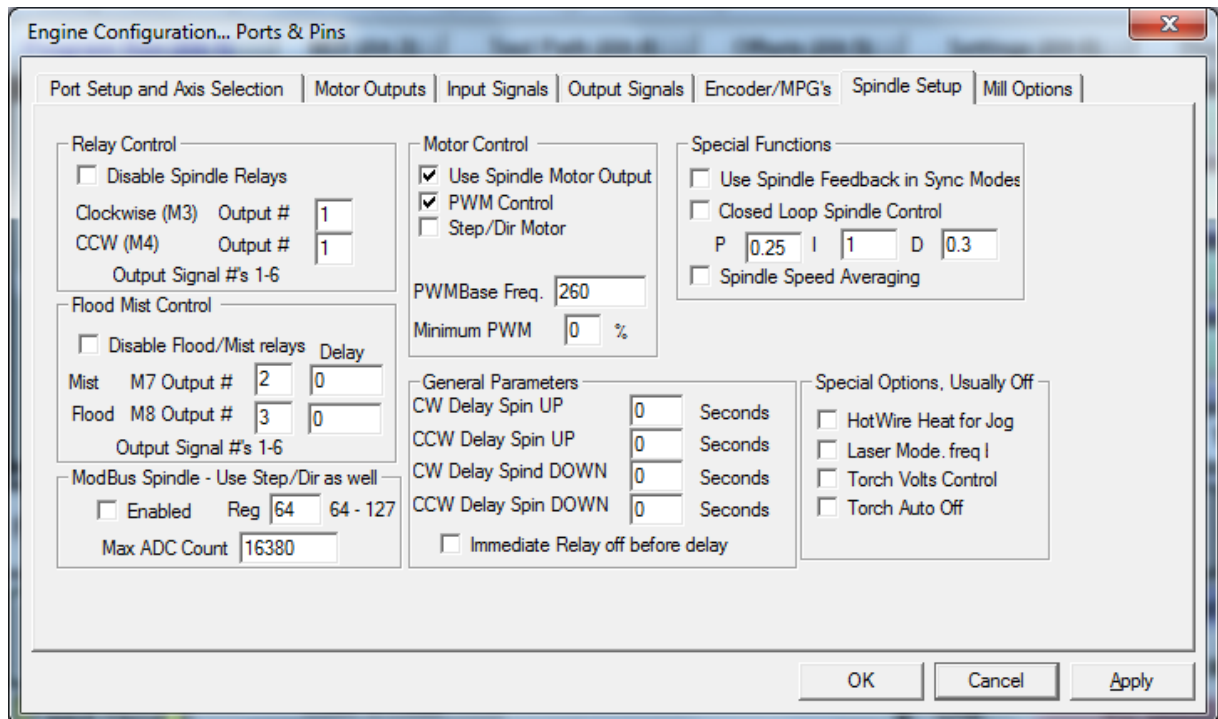 Engine Configuration... Ports & Pins
Port Setup and Axis Selection
Motor Outputs
Input Signals
Output Signals
Encoder/MPG's
Spindle Setup
Mill Options
Relay Control
Disable Spindle Relays
Clockwise (M3) Output # 1
CCW (M4) Output # 1
Output Signal #'s 1-6
Flood Mist Control
Disable Flood/Mist relays Delay
Mist M7 Output # 2 0
Flood M8 Output # 3 0
Output Signal #'s 1-6
ModBus Spindle - Use Step/Dir as well
Enabled Reg 64 64 - 127
Max ADC Count 16380
Motor Control
Use Spindle Motor Output
PWM Control
Step/Dir Motor
PWMBase Freq. 260
Minimum PWM 0 %
General Parameters
CW Delay Spin UP 0 Seconds
CCW Delay Spin UP 0 Seconds
CW Delay Spind DOWN 0 Seconds
CCW Delay Spin DOWN 0 Seconds
Immediate Relay off before delay
Special Functions
Use Spindle Feedback in Sync Modes
Closed Loop Spindle Control
P 0.25 I 1 D 0.3
Spindle Speed Averaging
Special Options, Usually Off
HotWire Heat for Jog
Laser Mode. freq l
Torch Volts Control
Torch Auto Off
OK
Cancel
Apply